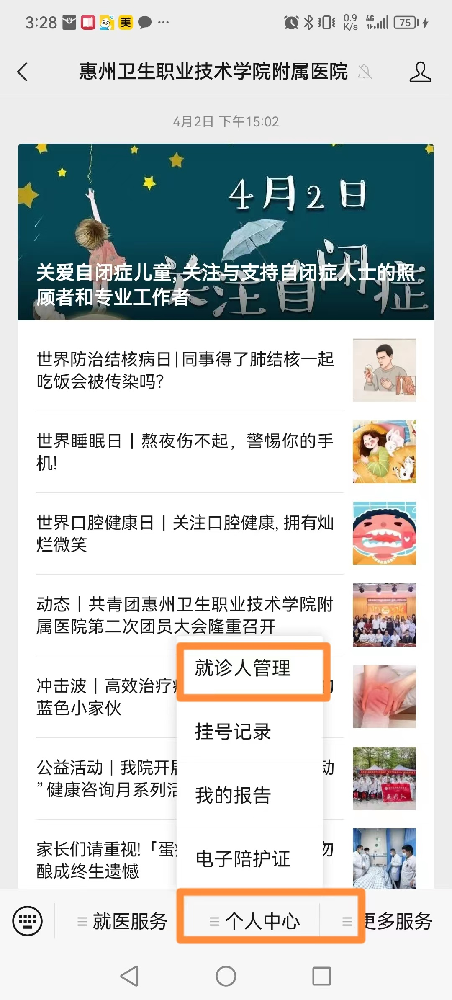 3:28
美
0.9
K/s
4G
75
惠州卫生职业技术学院附属医院
4月2日 下午15:02
4月2日
关注自闭症
关爱自闭症儿童, 关注与支持自闭症人士的照
顾者和专业工作者
世界防治结核病日|同事得了肺结核一起
吃饭会被传染吗?
世界睡眠日丨熬夜伤不起，警惕你的手
机!
世界口腔健康日丨关注口腔健康, 拥有灿
烂微笑
动态丨共青团惠州卫生职业技术学院附
属医院第二次团员大会隆重召开
冲击波丨高效治疗
蓝色小家伙
公益活动丨我院开展
动
”健康咨询月系列活
家长们请重视!「蛋
勿
酿成终生遗憾
医疗队
就诊人管理
挂号记录
我的报告
电子陪护证
就医服务
个人中心
更多服务